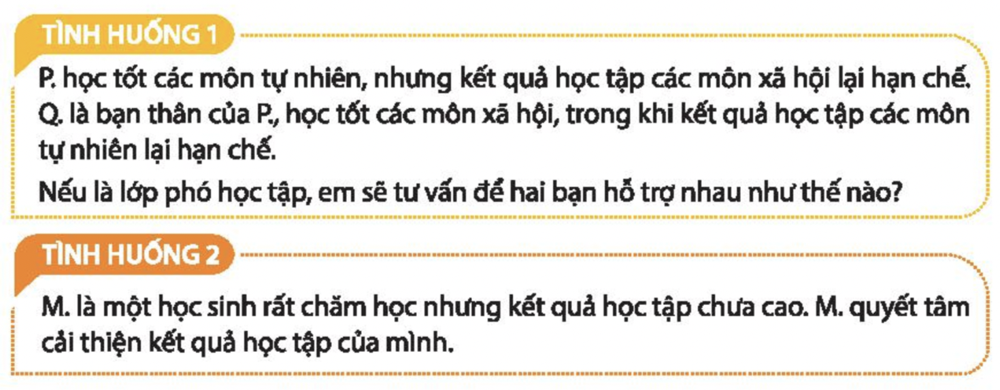 TÌNH HUỐNG 1
P. học tốt các môn tự nhiên, nhưng kết quả học tập các môn xã hội lại hạn chế.
Q. là bạn thân của P., học tốt các môn xã hội, trong khi kết quả học tập các môn
tự nhiên lại hạn chế.
Nếu là lớp phó học tập, em sẽ tư vấn để hai bạn hỗ trợ nhau như thế nào?
TÌNH HUỐNG 2
M. là một học sinh rất chăm học nhưng kết quả học tập chưa cao. M. quyết tâm
cải thiện kết quả học tập của mình.